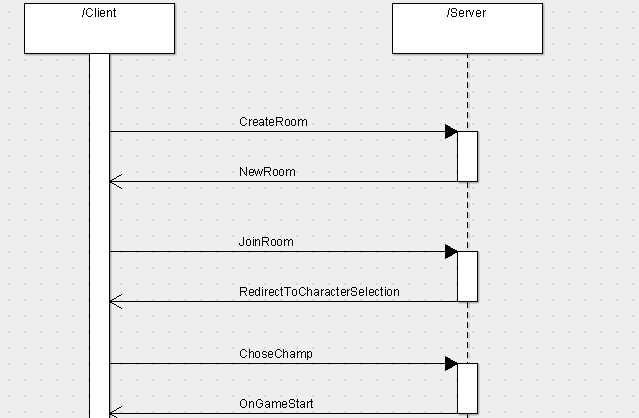 /Client
/Server
CreateRoom
NewRoom
JoinRoom
RedirectToCharacterSelection
ChoseChamp
OnGameStart